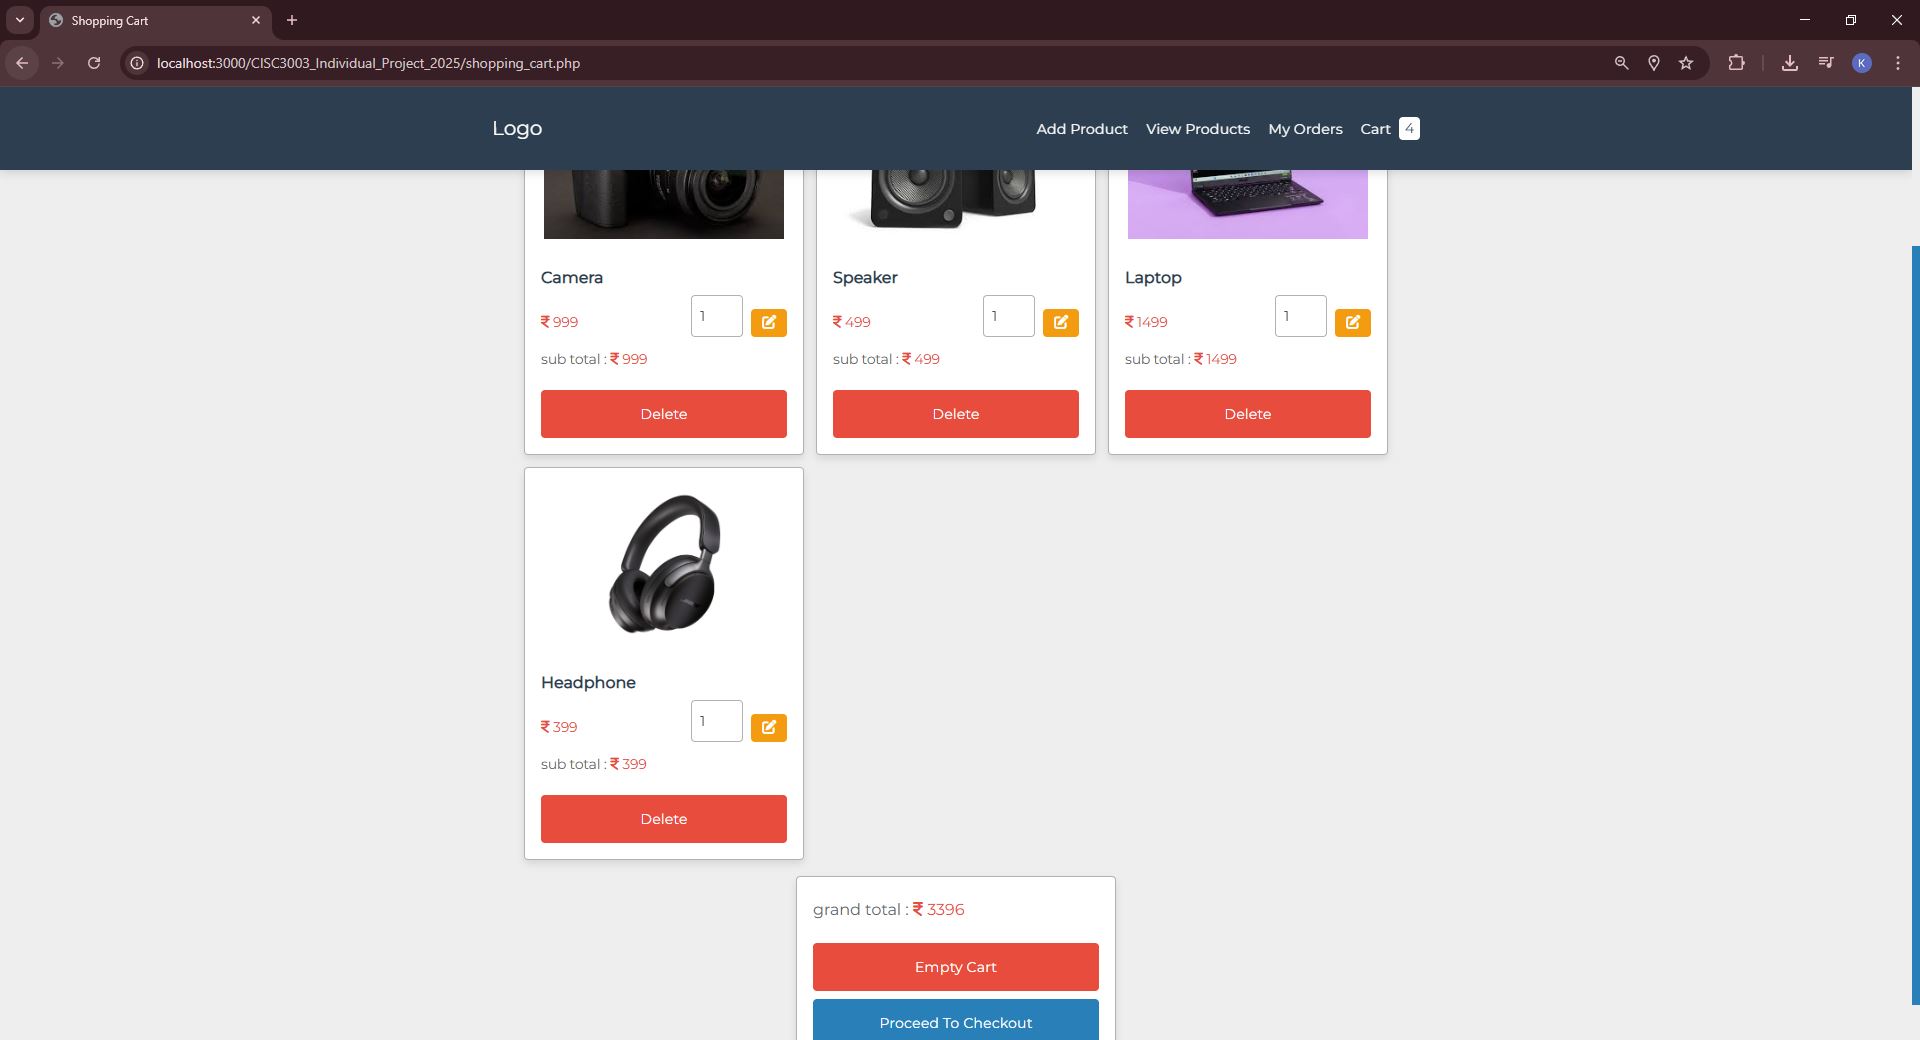 Shopping Cart
localhost:3000/CISC3003_Individual_Project_2025/shopping_cart.php
K
Logo
Add Product
View Products
My Orders
Cart 4
Camera
₹ 999
1
sub total : ₹ 999
Delete
Speaker
₹ 499
1
sub total : ₹ 499
Delete
Laptop
₹ 1499
1
sub total : ₹ 1499
Delete
Headphone
₹ 399
1
sub total : ₹ 399
Delete
grand total : ₹ 3396
Empty Cart
Proceed To Checkout